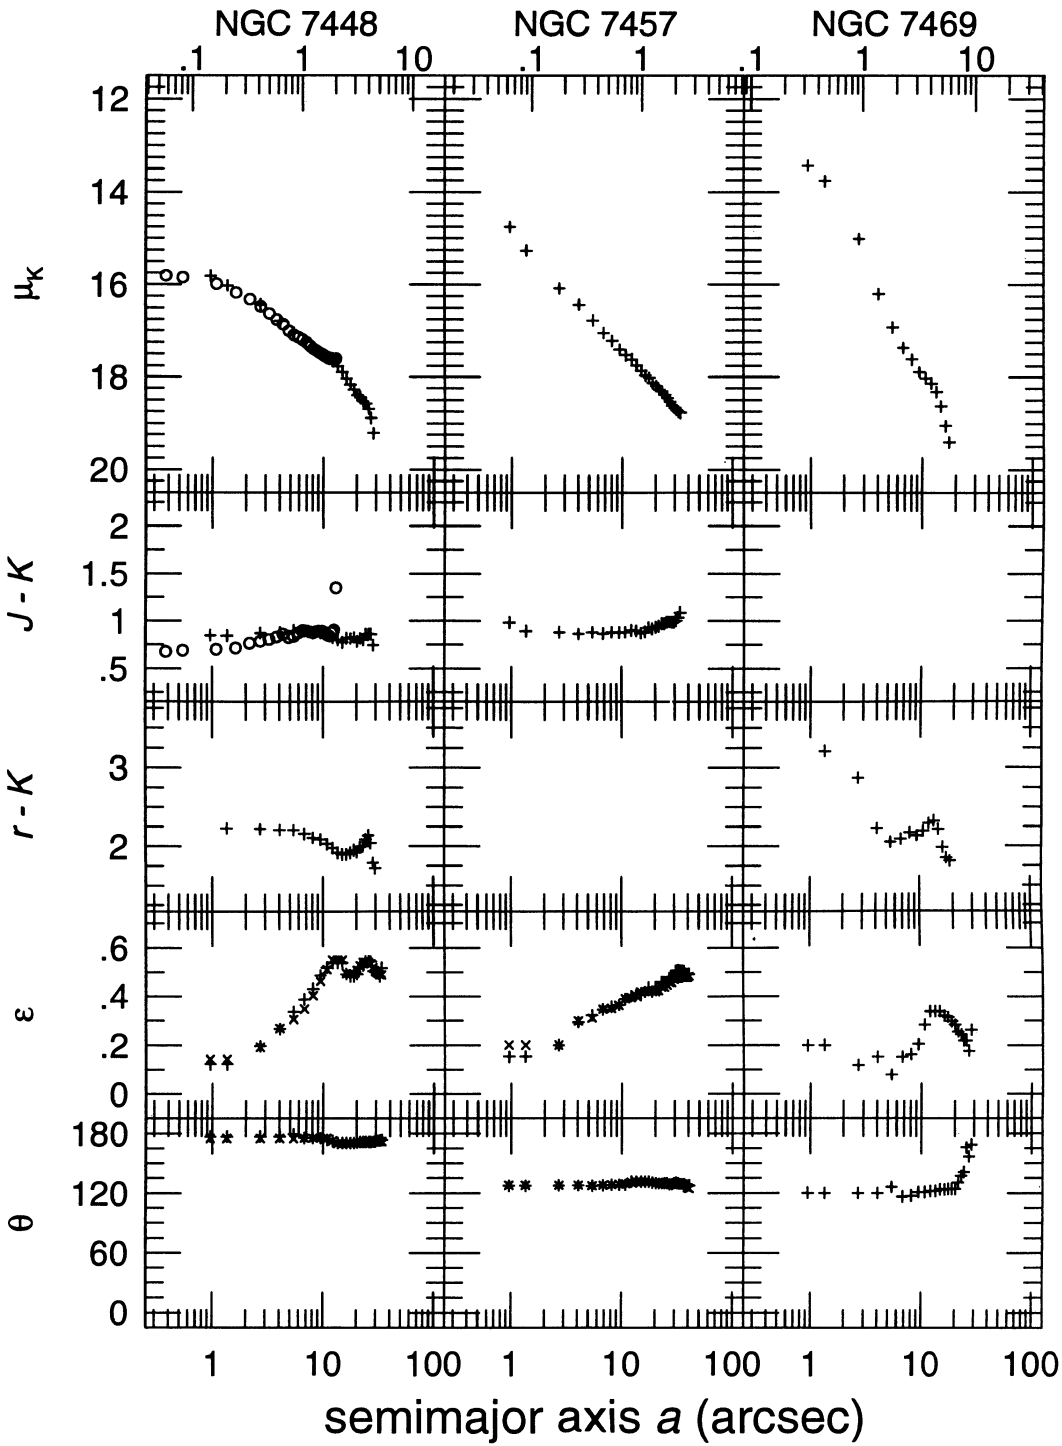 NGC 7448 NGC 7457 NGC 7469
.1 1 10 .1 1 .1 1 10
12
14
μK
16
18
20
2
J - K
1.5
1
.5
r - K
3
2
.6
ε
.4
.2
0
180
θ
120
60
0
1 10 100 1 10 100 1 10 100
semimajor axis a (arcsec)